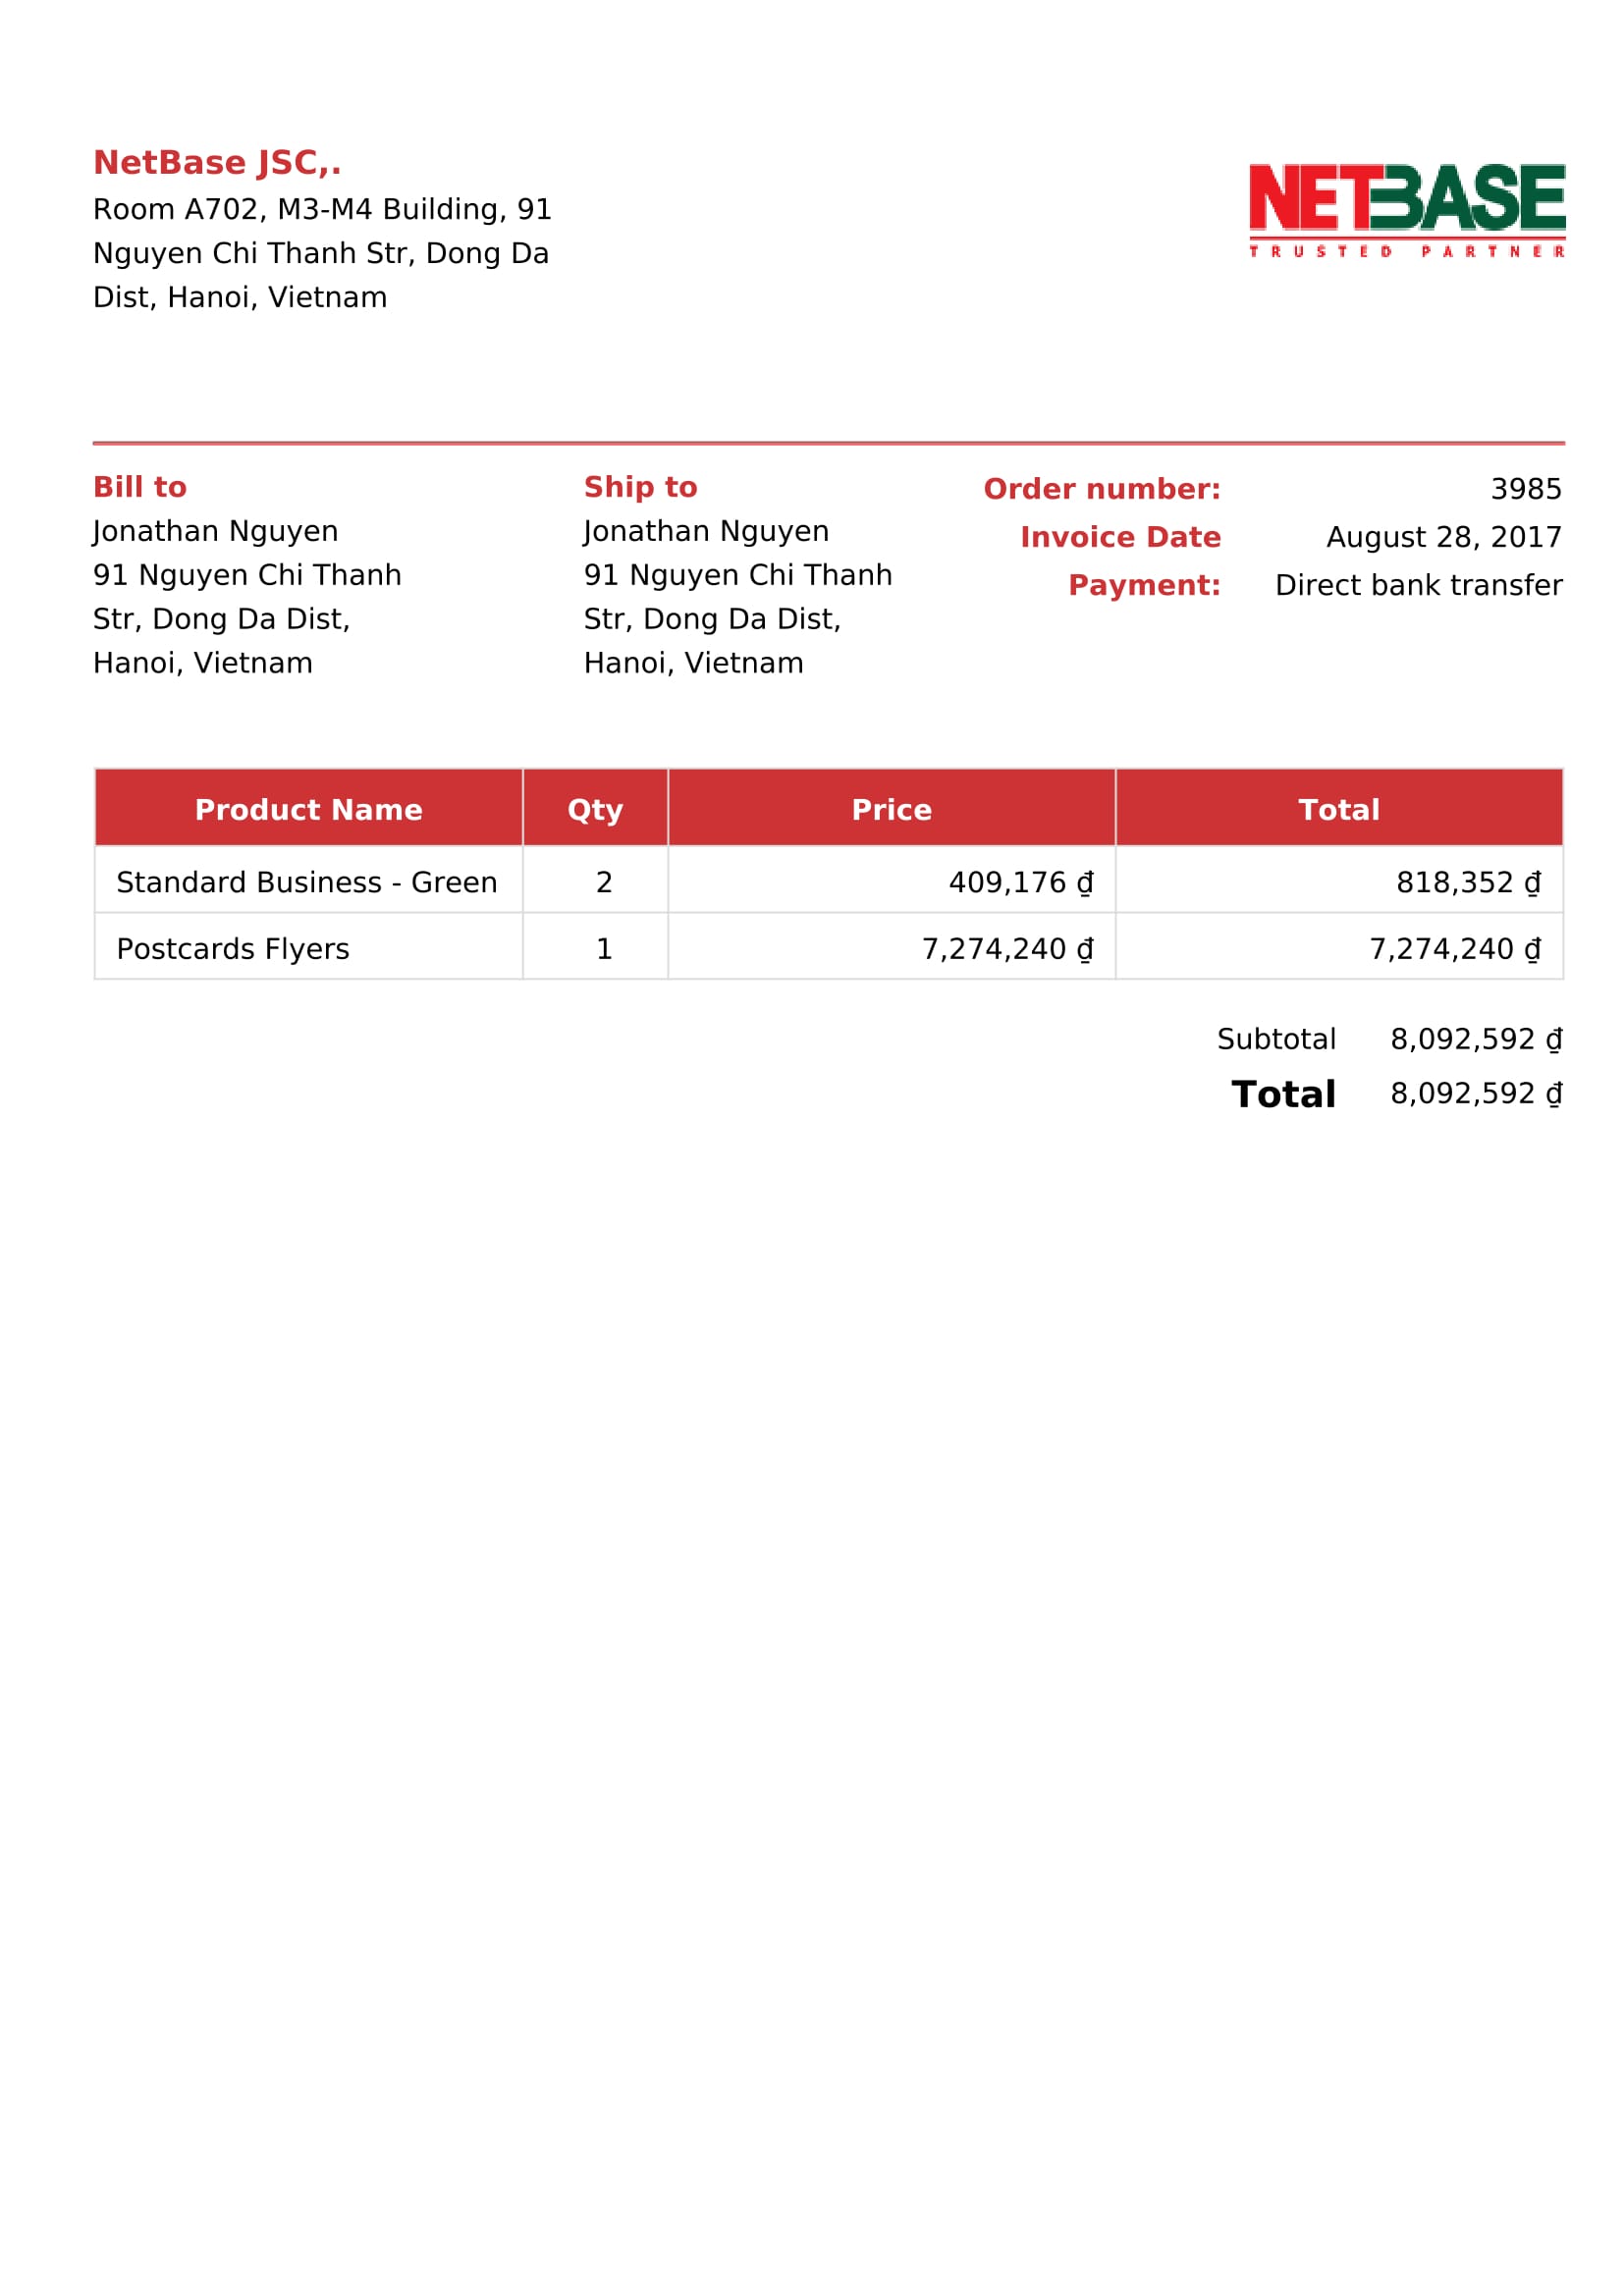 NetBase JSC,.
Room A702, M3-M4 Building, 91
Nguyen Chi Thanh Str, Dong Da
Dist, Hanoi, Vietnam
NETBASE
TRUSTED PARTNER
Bill to
Jonathan Nguyen
91 Nguyen Chi Thanh
Str, Dong Da Dist,
Hanoi, Vietnam
Ship to
Jonathan Nguyen
91 Nguyen Chi Thanh
Str, Dong Da Dist,
Hanoi, Vietnam
Order number: 3985
Invoice Date August 28, 2017
Payment: Direct bank transfer
Product Name Qty Price Total
Standard Business - Green 2 409,176 ₫ 818,352 ₫
Postcards Flyers 1 7,274,240 ₫ 7,274,240 ₫
Subtotal 8,092,592 ₫
Total 8,092,592 ₫